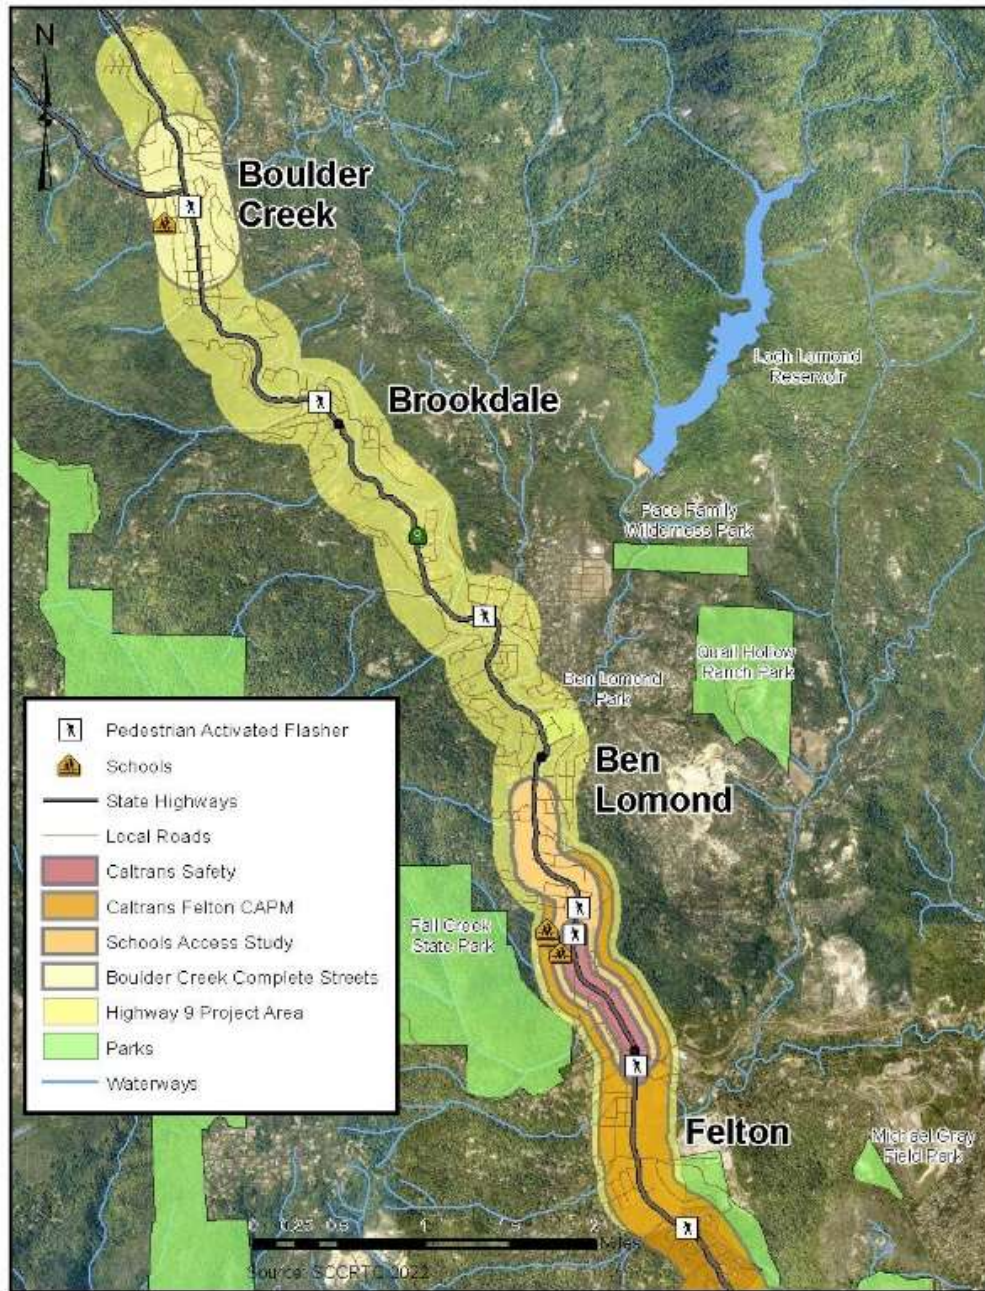 N
Boulder
Creek
Brookdale
Loch Lomond
Reservoir
9
Pace Family
Wilderness Park
Quail Hollow
Ranch Park
Ben Lomond
Park
Ben
Lomond
Pedestrian Activated Flasher
Schools
State Highways
Local Roads
Caltrans Safety
Caltrans Felton CAPM
Schools Access Study
Boulder Creek Complete Streets
Highway 9 Project Area
Parks
Waterways
Fall Creek
State Park
Felton
Michael Gray
Field Park
0 0.25 0.5 1 1.5 2
Miles
Source: SCCRTC 2022